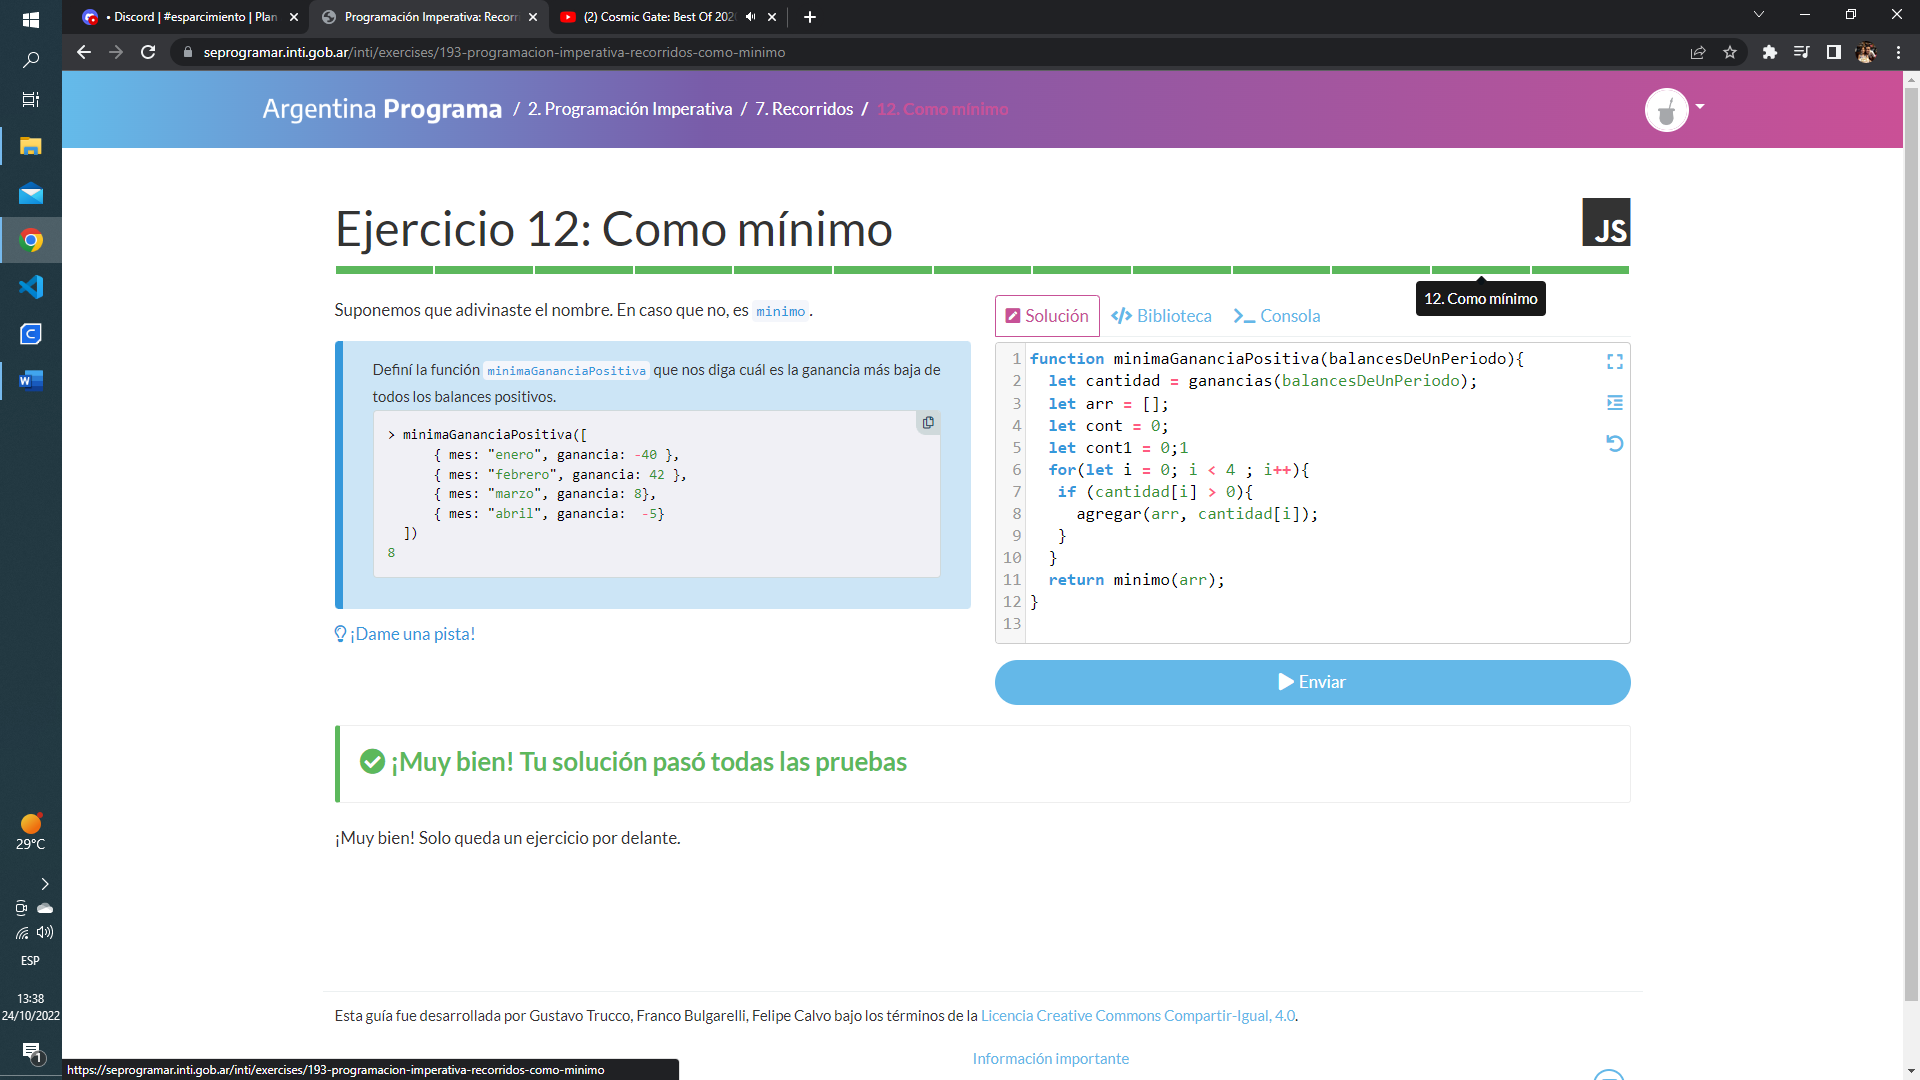 • Discord | #esparcimiento | Plan
Programación Imperativa: Recorr
(2) Cosmic Gate: Best Of 202
seprogramar.inti.gob.ar/inti/exercises/193-programacion-imperativa-recorridos-como-minimo
Argentina Programa / 2. Programación Imperativa / 7. Recorridos / 12. Como mínimo
Ejercicio 12: Como mínimo
JS
12. Como mínimo
Suponemos que adivinaste el nombre. En caso que no, es minimo.
Definí la función minimaGananciaPositiva que nos diga cuál es la ganancia más baja de
todos los balances positivos.
> minimaGananciaPositiva([
{ mes: "enero", ganancia: -40 },
{ mes: "febrero", ganancia: 42 },
{ mes: "marzo", ganancia: 8},
{ mes: "abril", ganancia:  -5}
])
8
¡Dame una pista!
Solución
Biblioteca
Consola
1 function minimaGananciaPositiva(balancesDeUnPeriodo){
2 let cantidad = ganancias(balancesDeUnPeriodo);
3 let arr = [];
4 let cont = 0;
5 let cont1 = 0;1
6 for(let i = 0; i < 4 ; i++){
7 if (cantidad[i] > 0){
8 agregar(arr, cantidad[i]);
9 }
10 }
11 return minimo(arr);
12 }
13
Enviar
¡Muy bien! Tu solución pasó todas las pruebas
¡Muy bien! Solo queda un ejercicio por delante.
Esta guía fue desarrollada por Gustavo Trucco, Franco Bulgarelli, Felipe Calvo bajo los términos de la Licencia Creative Commons Compartir-Igual, 4.0.
Información importante
https://seprogramar.inti.gob.ar/inti/exercises/193-programacion-imperativa-recorridos-como-minimo
29°C
ESP
13:38
24/10/2022
1